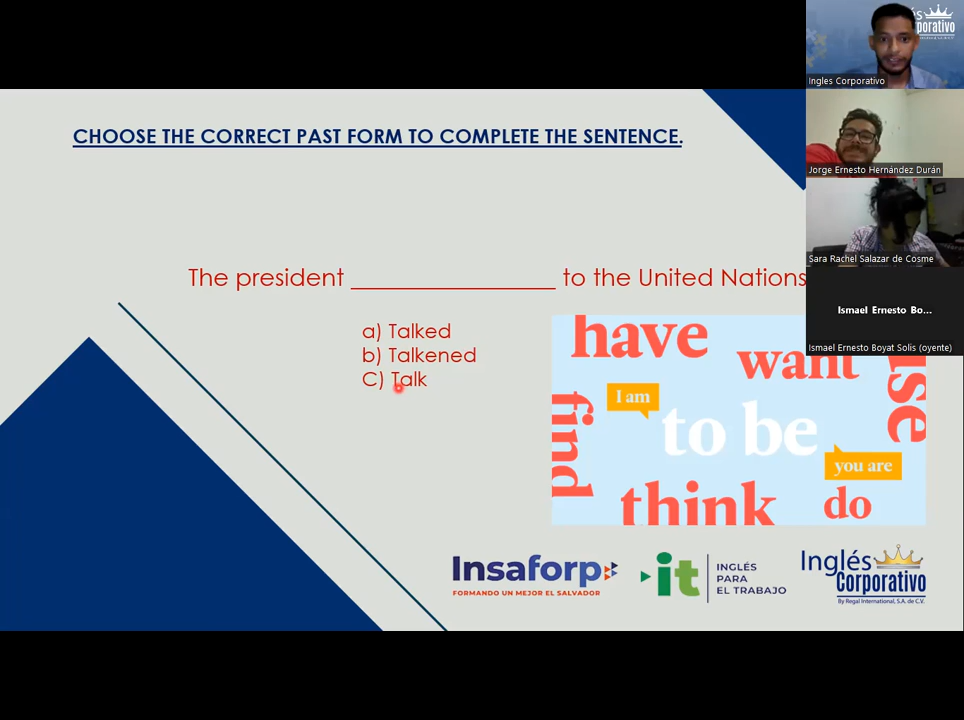 CHOOSE THE CORRECT PAST FORM TO COMPLETE THE SENTENCE.
The president ________________ to the United Nations
a) Talked
b) Talkened
C) Talk
have
want
use
find
I am
to be
you are
think
do
Insaforp
FORMANDO UN MEJOR EL SALVADOR
it
INGLÉS
PARA
EL TRABAJO
Inglés
Corporativo
By Regal International, S.A. de C.V.
Ingles Corporativo
Jorge Ernesto Hernández Durán
Sara Rachel Salazar de Cosme
Ismael Ernesto Bo...
Ismael Ernesto Boyat Solis (oyente)